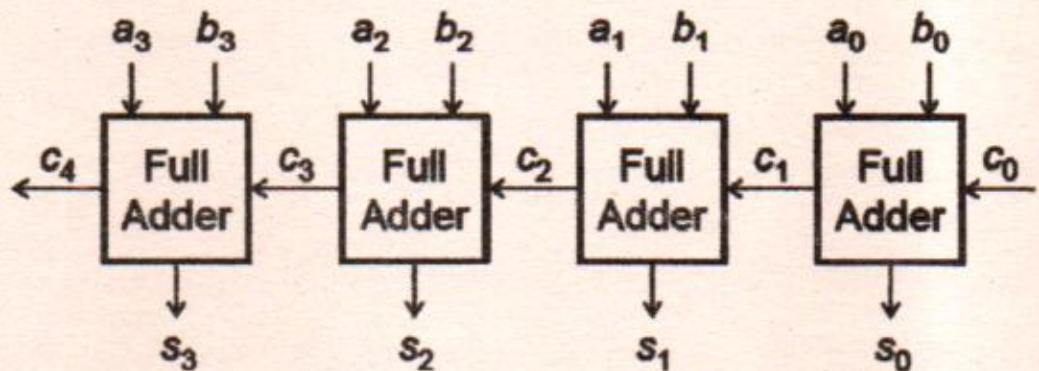 a₃ b₃ a₂ b₂ a₁ b₁ a₀ b₀
c₄ Full Adder c₃ Full Adder c₂ Full Adder c₁ Full Adder c₀
s₃ s₂ s₁ s₀